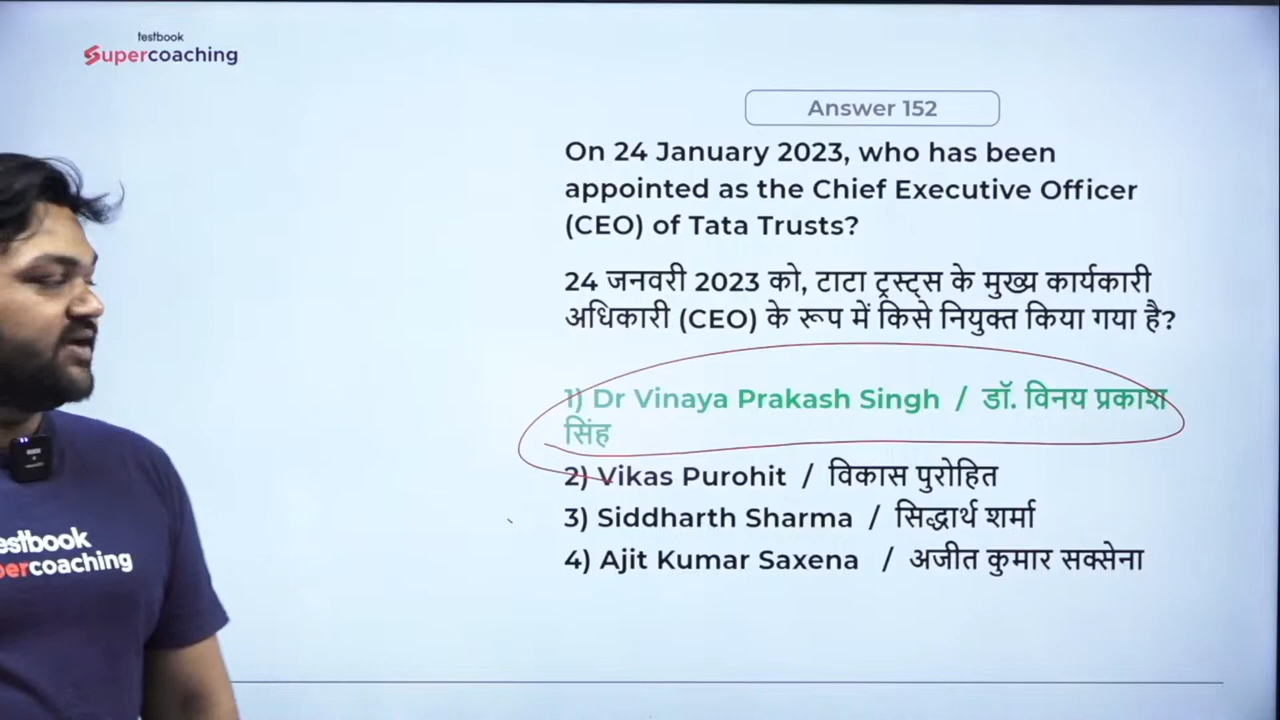 testbook
Supercoaching
Answer 152
On 24 January 2023, who has been
appointed as the Chief Executive Officer
(CEO) of Tata Trusts?
24 जनवरी 2023 को, टाटा ट्रस्ट्स के मुख्य कार्यकारी
अधिकारी (CEO) के रूप में किसे नियुक्त किया गया है?
1) Dr Vinaya Prakash Singh / डॉ. विनय प्रकाश
सिंह
2) Vikas Purohit / विकास पुरोहित
3) Siddharth Sharma / सिद्धार्थ शर्मा
4) Ajit Kumar Saxena / अजीत कुमार सक्सेना
estbook
percoaching